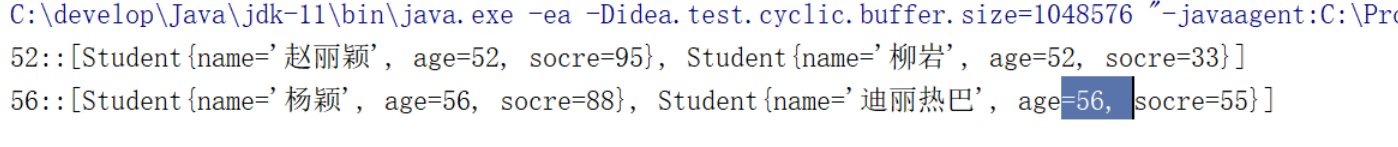 C:\develop\Java\jdk-11\bin\java.exe -ea -Didea.test.cyclic.buffer.size=1048576 "-javaagent:C:\Pro
52::[Student{name='赵丽颖', age=52, socre=95}, Student{name='柳岩', age=52, socre=33}]
56::[Student{name='杨颖', age=56, socre=88}, Student{name='迪丽热巴', age=56, socre=55}]